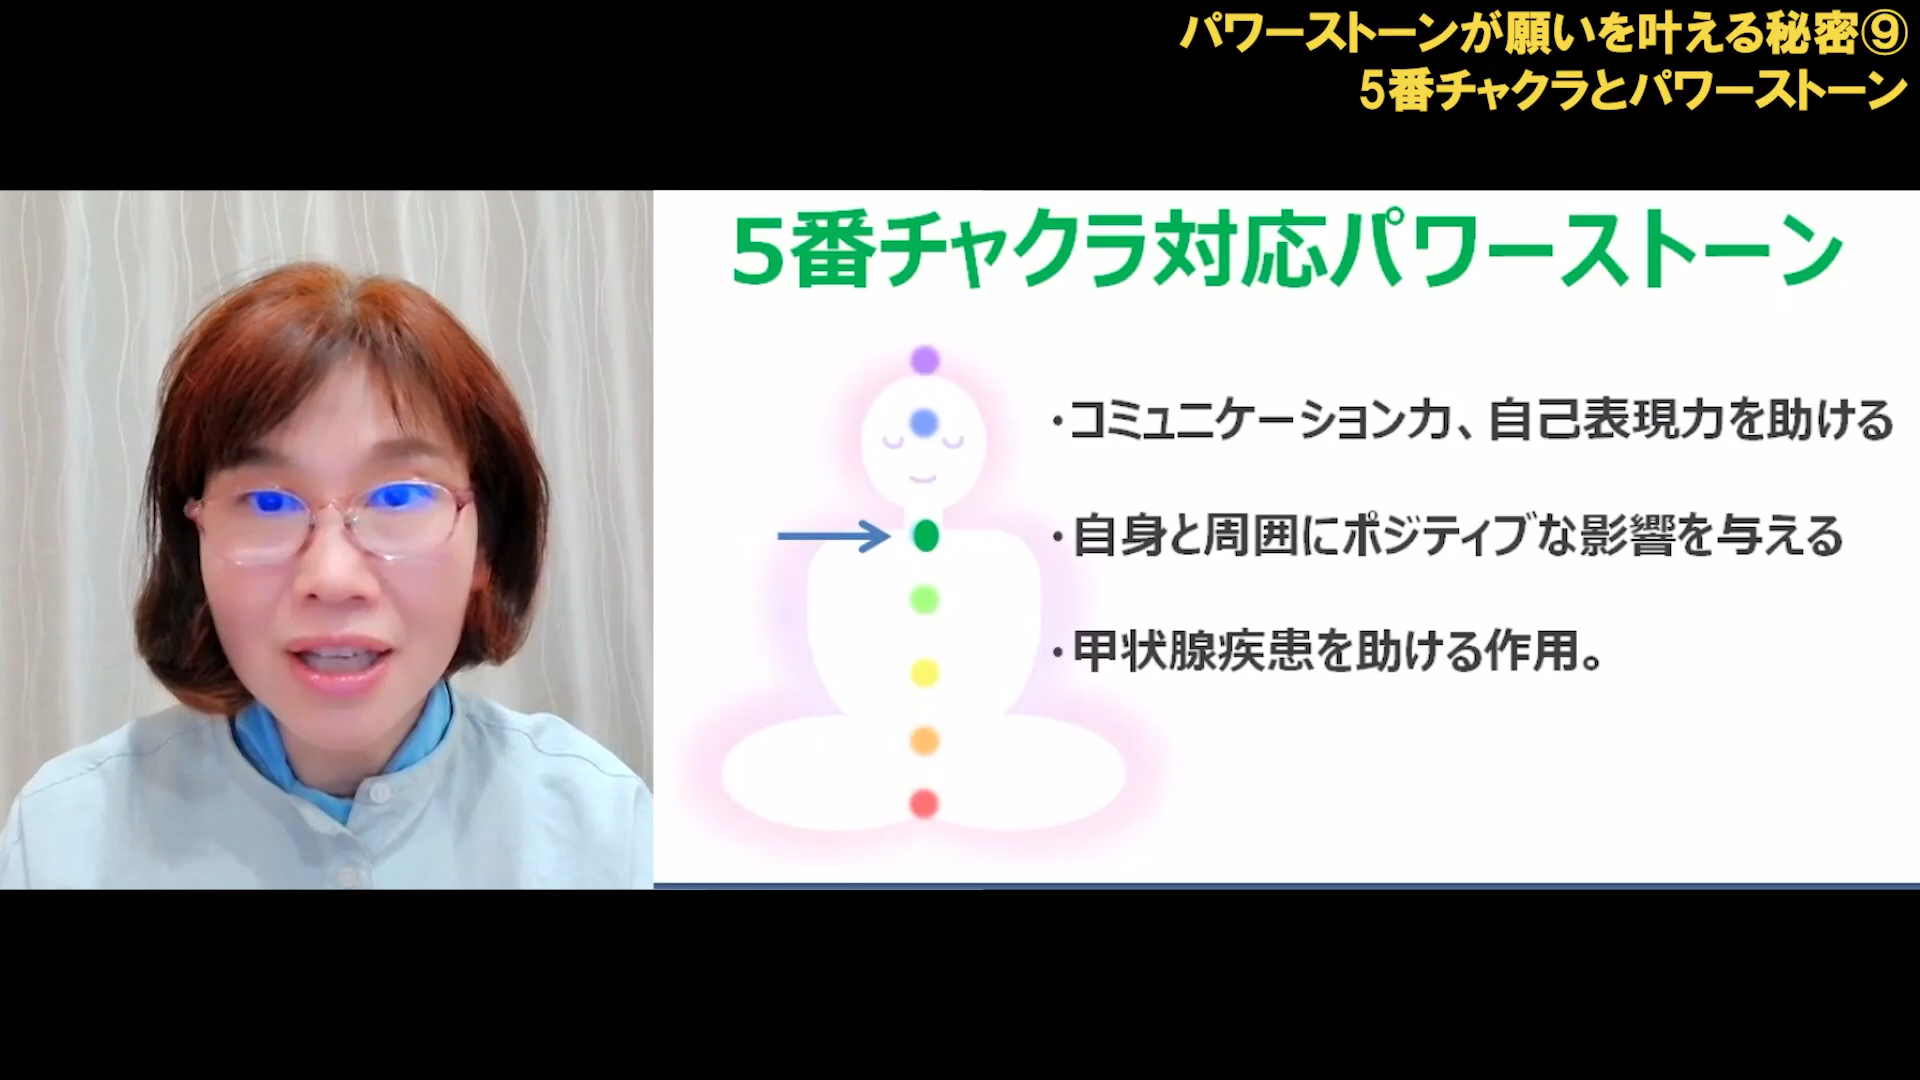 パワーストーンが願いを叶える秘密⑨
5番チャクラとパワーストーン
5番チャクラ対応パワーストーン
・コミュニケーション力、自己表現力を助ける
・自身と周囲にポジティブな影響を与える
・甲状腺疾患を助ける作用。